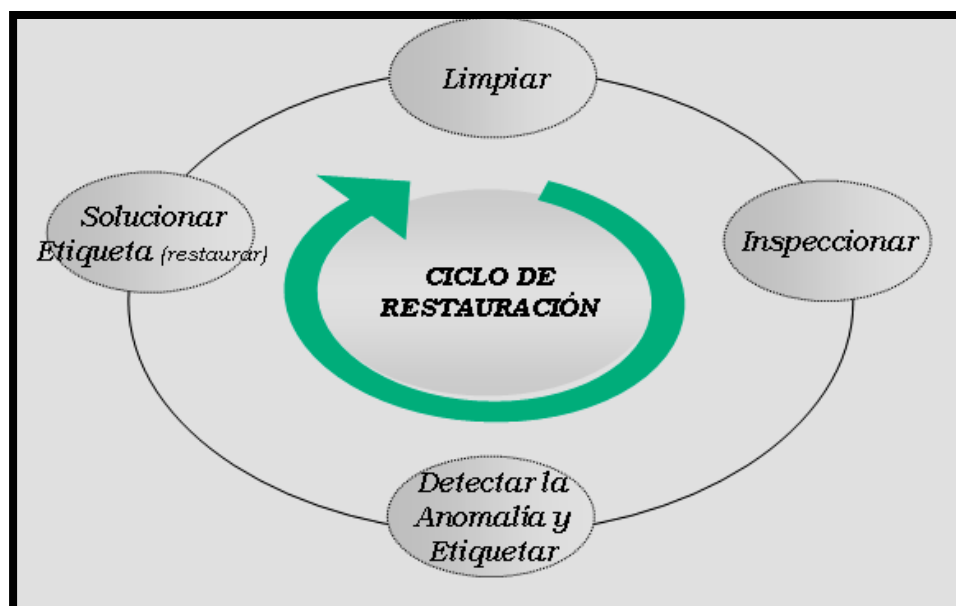 Limpiar
Solucionar
Etiqueta (restaurar)
Inspeccionar
CICLO DE
RESTAURACIÓN
Detectar la
Anomalía y
Etiquetar